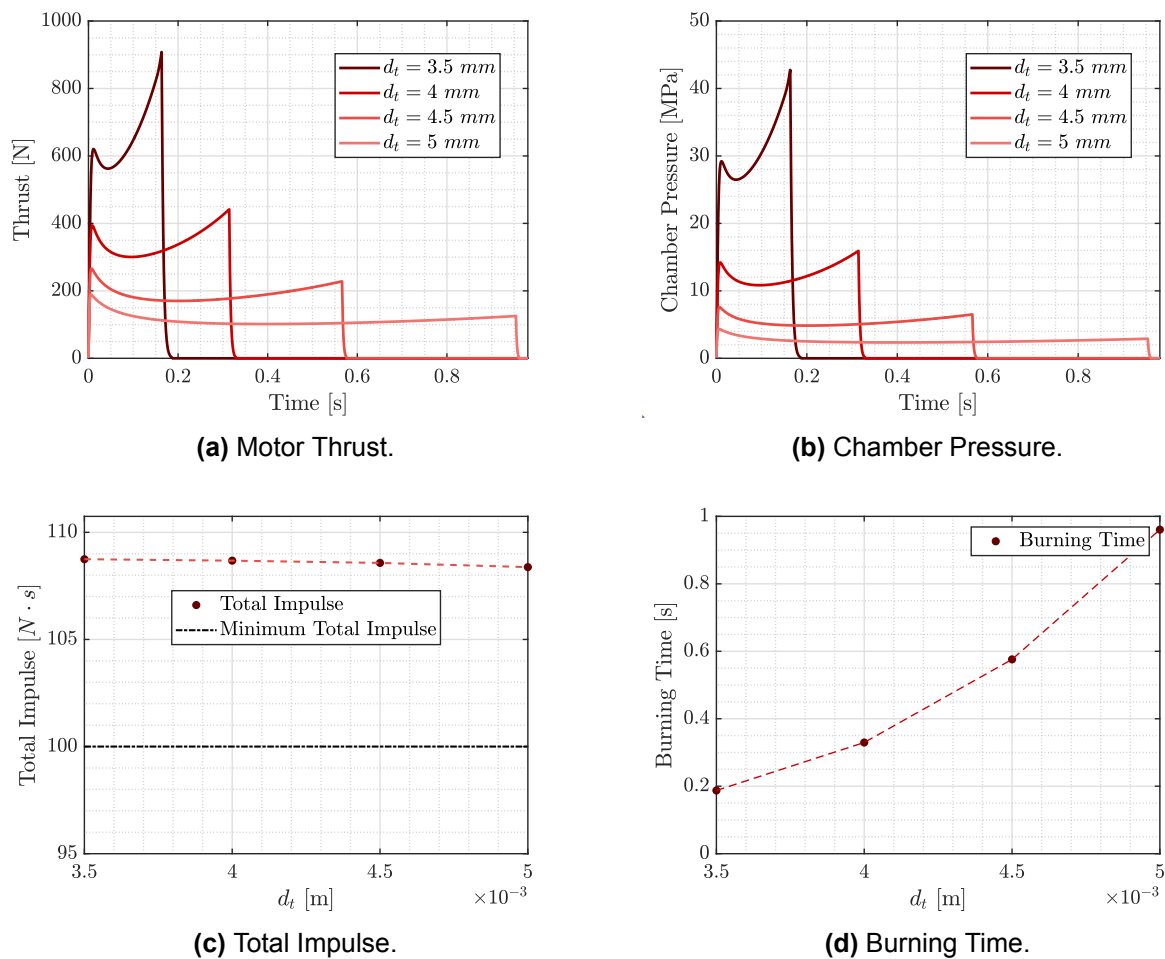 1000
800
600
400
200
0
Thrust [N]
d_t = 3.5 mm
d_t = 4 mm
d_t = 4.5 mm
d_t = 5 mm
0 0.2 0.4 0.6 0.8
Time [s]
(a) Motor Thrust.
50
40
30
20
10
0
Chamber Pressure [MPa]
d_t = 3.5 mm
d_t = 4 mm
d_t = 4.5 mm
d_t = 5 mm
0 0.2 0.4 0.6 0.8
Time [s]
(b) Chamber Pressure.
110
105
100
95
Total Impulse [N · s]
Total Impulse
Minimum Total Impulse
3.5 4 4.5 5
d_t [m] ×10⁻³
(c) Total Impulse.
1
0.8
0.6
0.4
0.2
0
Burning Time [s]
Burning Time
3.5 4 4.5 5
d_t [m] ×10⁻³
(d) Burning Time.